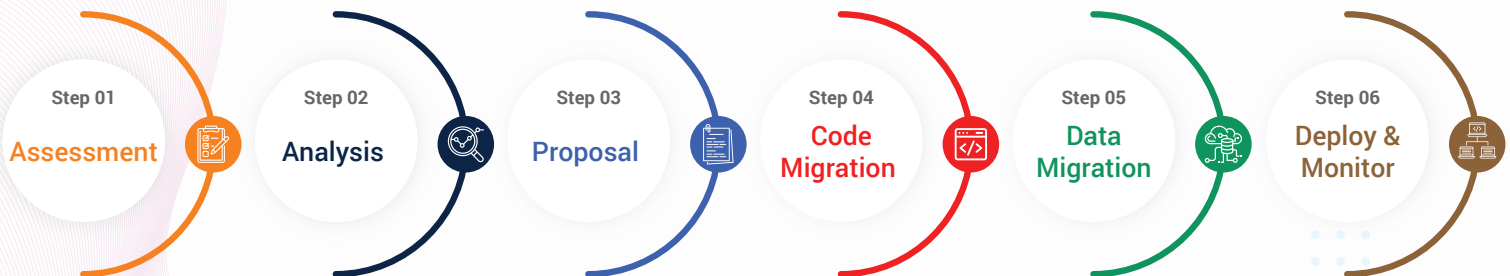 Step 01
Assessment
Step 02
Analysis
Step 03
Proposal
Step 04
Code
Migration
Step 05
Data
Migration
Step 06
Deploy &
Monitor